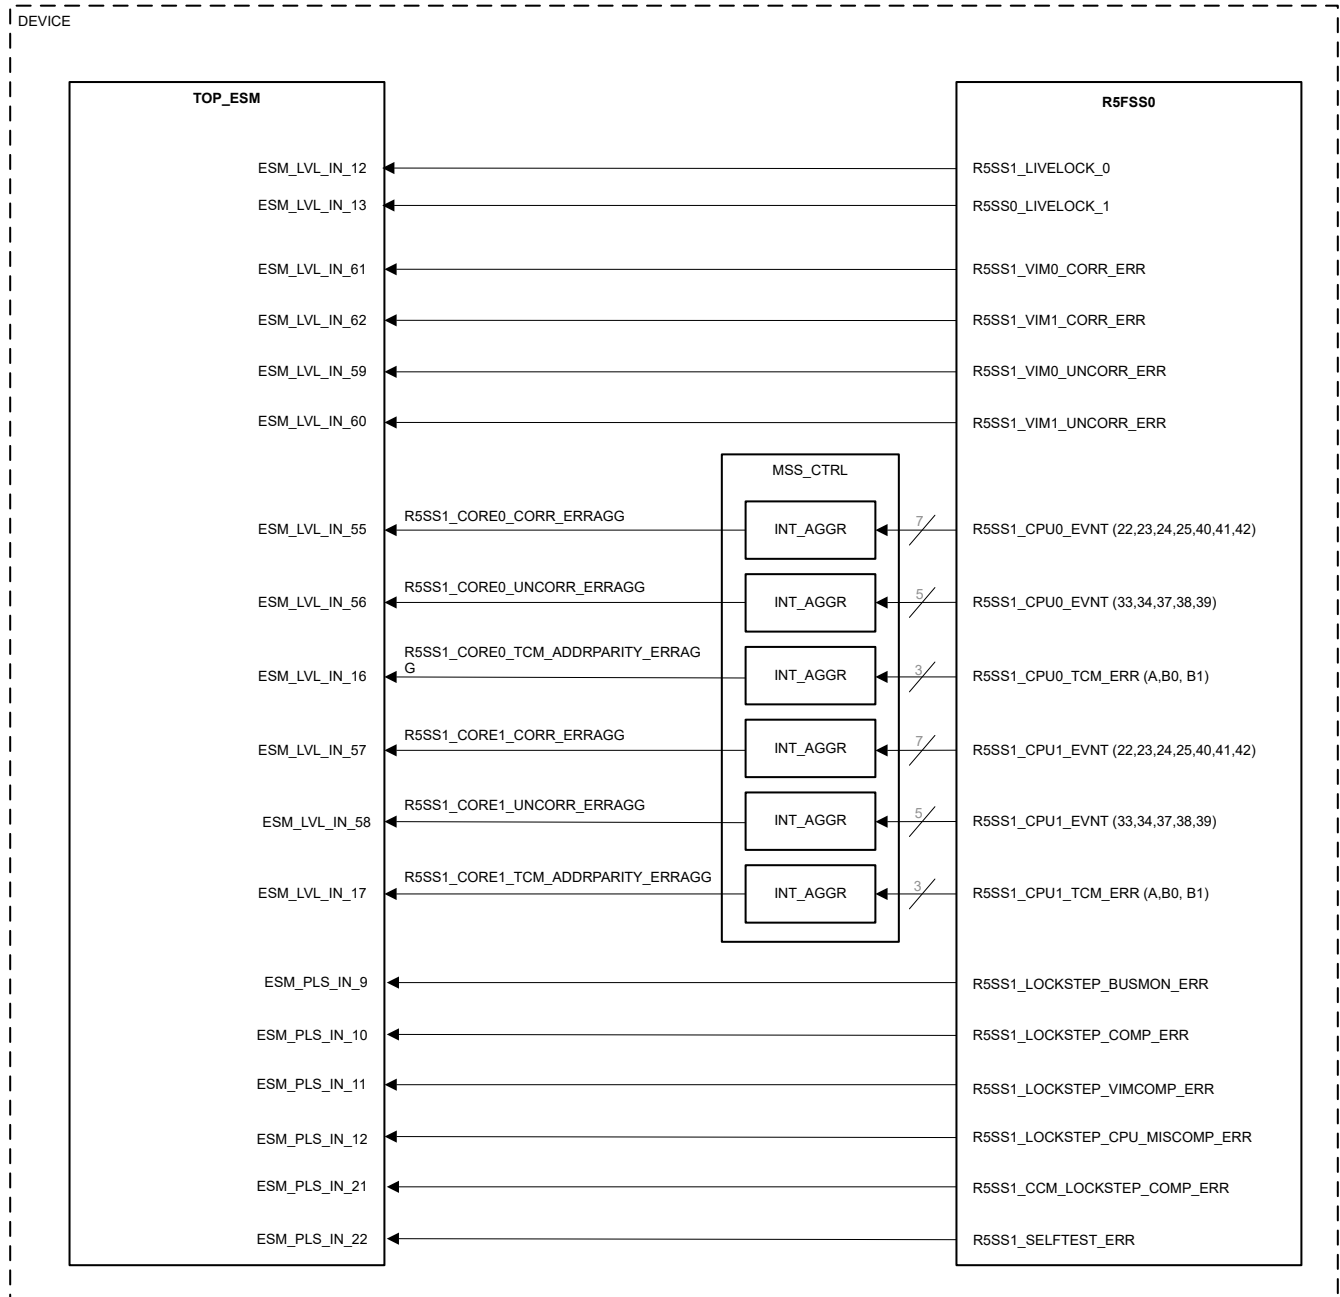 DEVICE
TOP_ESM
R5FSS0
ESM_LVL_IN_12
R5SS1_LIVELOCK_0
ESM_LVL_IN_13
R5SS0_LIVELOCK_1
ESM_LVL_IN_61
R5SS1_VIM0_CORR_ERR
ESM_LVL_IN_62
R5SS1_VIM1_CORR_ERR
ESM_LVL_IN_59
R5SS1_VIM0_UNCORR_ERR
ESM_LVL_IN_60
R5SS1_VIM1_UNCORR_ERR
MSS_CTRL
ESM_LVL_IN_55
R5SS1_CORE0_CORR_ERRAGG
INT_AGGR
7
R5SS1_CPU0_EVNT (22,23,24,25,40,41,42)
ESM_LVL_IN_56
R5SS1_CORE0_UNCORR_ERRAGG
INT_AGGR
5
R5SS1_CPU0_EVNT (33,34,37,38,39)
ESM_LVL_IN_16
R5SS1_CORE0_TCM_ADDRPARITY_ERRAG
G
INT_AGGR
3
R5SS1_CPU0_TCM_ERR (A,B0, B1)
ESM_LVL_IN_57
R5SS1_CORE1_CORR_ERRAGG
INT_AGGR
7
R5SS1_CPU1_EVNT (22,23,24,25,40,41,42)
ESM_LVL_IN_58
R5SS1_CORE1_UNCORR_ERRAGG
INT_AGGR
5
R5SS1_CPU1_EVNT (33,34,37,38,39)
ESM_LVL_IN_17
R5SS1_CORE1_TCM_ADDRPARITY_ERRAGG
INT_AGGR
3
R5SS1_CPU1_TCM_ERR (A,B0, B1)
ESM_PLS_IN_9
R5SS1_LOCKSTEP_BUSMON_ERR
ESM_PLS_IN_10
R5SS1_LOCKSTEP_COMP_ERR
ESM_PLS_IN_11
R5SS1_LOCKSTEP_VIMCOMP_ERR
ESM_PLS_IN_12
R5SS1_LOCKSTEP_CPU_MISCOMP_ERR
ESM_PLS_IN_21
R5SS1_CCM_LOCKSTEP_COMP_ERR
ESM_PLS_IN_22
R5SS1_SELFTEST_ERR